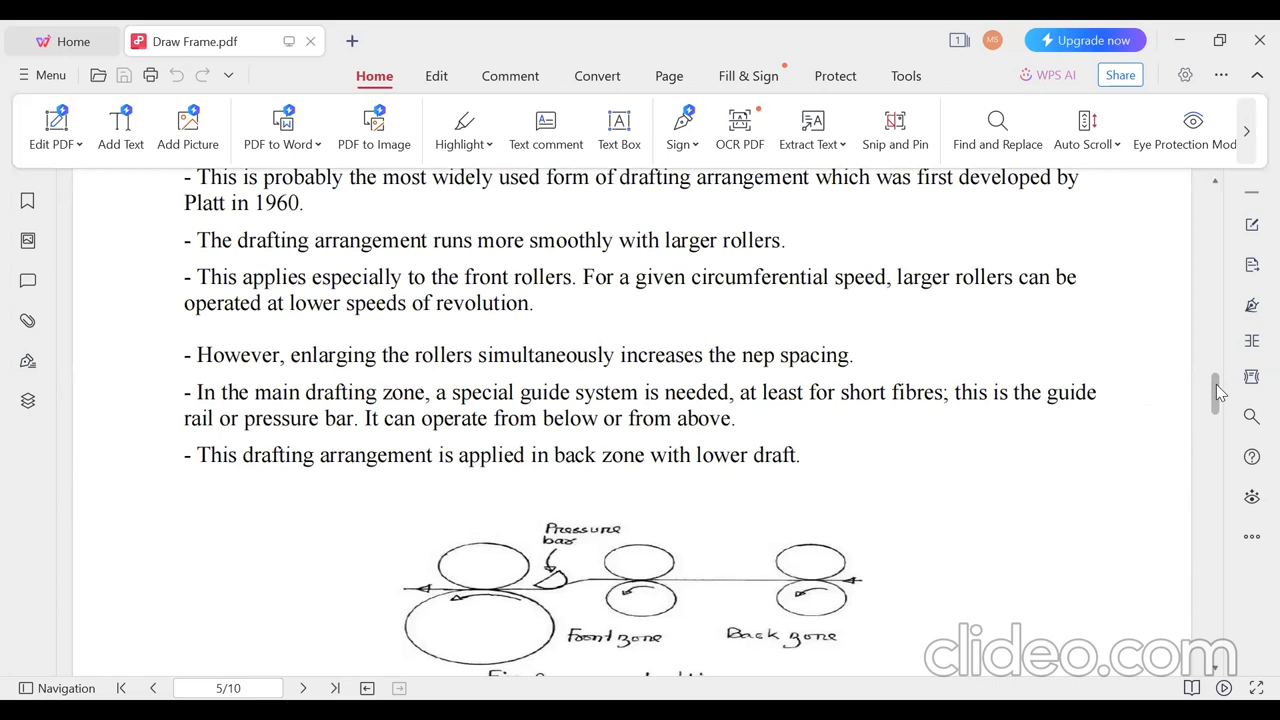 Home
Draw Frame.pdf
1
MS
Upgrade now
Menu
Home Edit Comment Convert Page Fill & Sign Protect Tools
WPS AI
Share
Edit PDF
Add Text
Add Picture
PDF to Word
PDF to Image
Highlight
Text comment
Text Box
Sign
OCR PDF
Extract Text
Snip and Pin
Find and Replace
Auto Scroll
Eye Protection Mod
- This is probably the most widely used form of drafting arrangement which was first developed by
Platt in 1960.
- The drafting arrangement runs more smoothly with larger rollers.
- This applies especially to the front rollers. For a given circumferential speed, larger rollers can be
operated at lower speeds of revolution.
- However, enlarging the rollers simultaneously increases the nep spacing.
- In the main drafting zone, a special guide system is needed, at least for short fibres; this is the guide
rail or pressure bar. It can operate from below or from above.
- This drafting arrangement is applied in back zone with lower draft.
Pressure
bar
Front zone
Back zone
clideo.com
Navigation
5/10